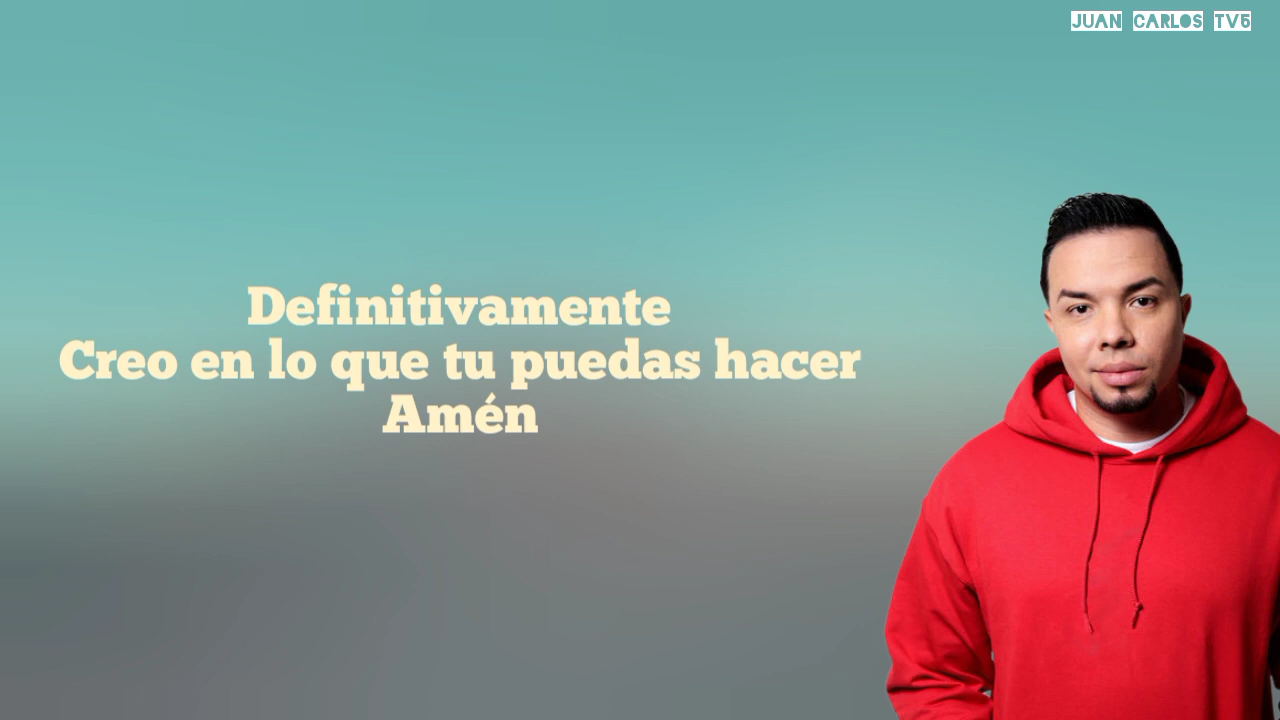 JUAN CARLOS TV5
Definitivamente
Creo en lo que tu puedas hacer
Amén